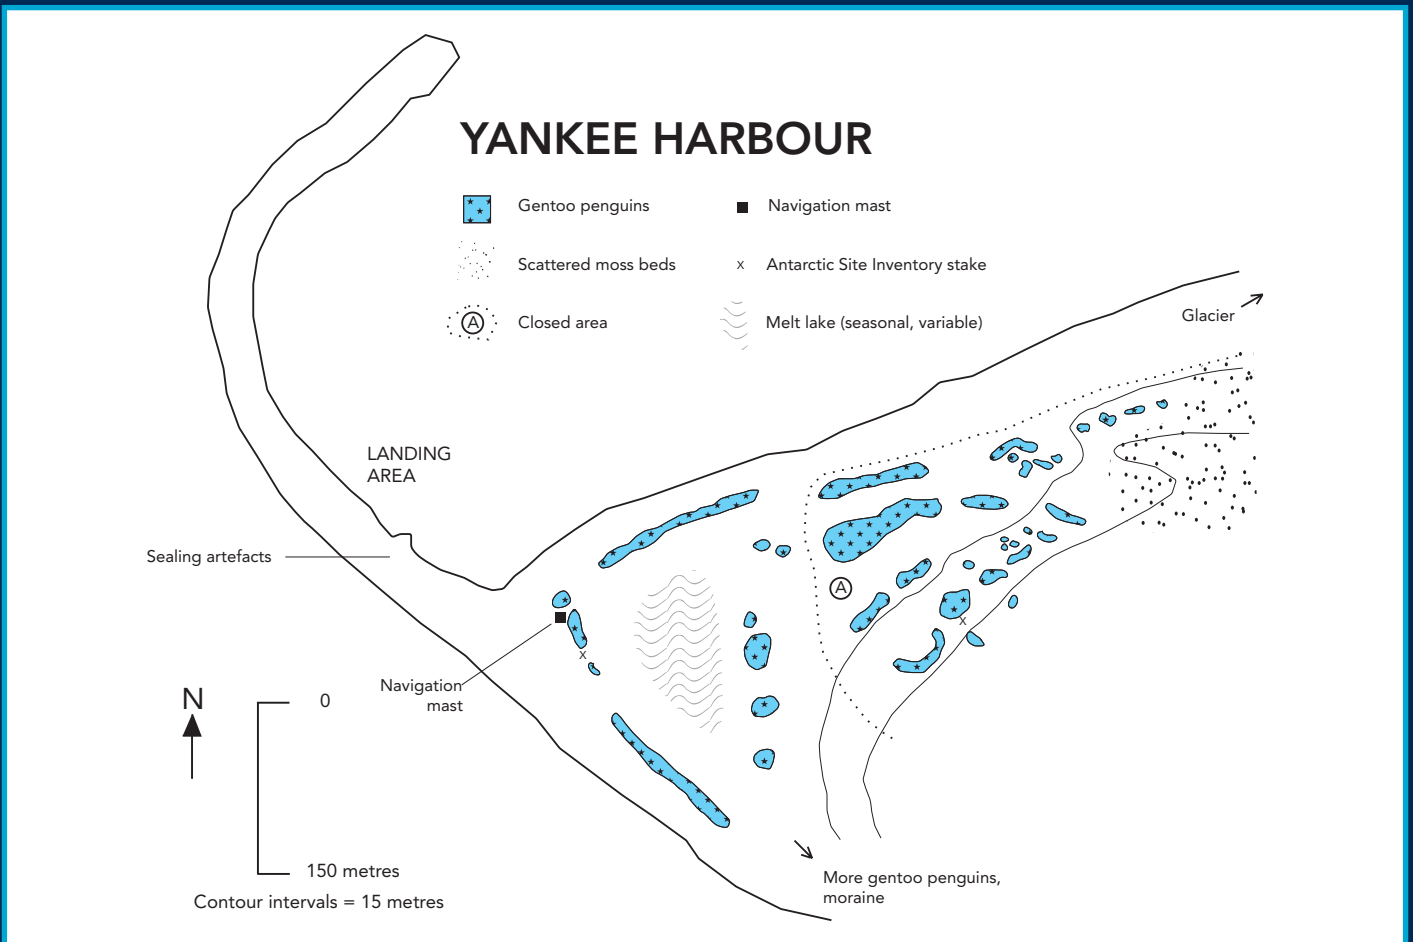 YANKEE HARBOUR
Gentoo penguins
Navigation mast
Scattered moss beds
x Antarctic Site Inventory stake
A Closed area
Melt lake (seasonal, variable)
Glacier
LANDING
AREA
Sealing artefacts
A
x
x
Navigation
mast
N
0
150 metres
Contour intervals = 15 metres
More gentoo penguins,
moraine